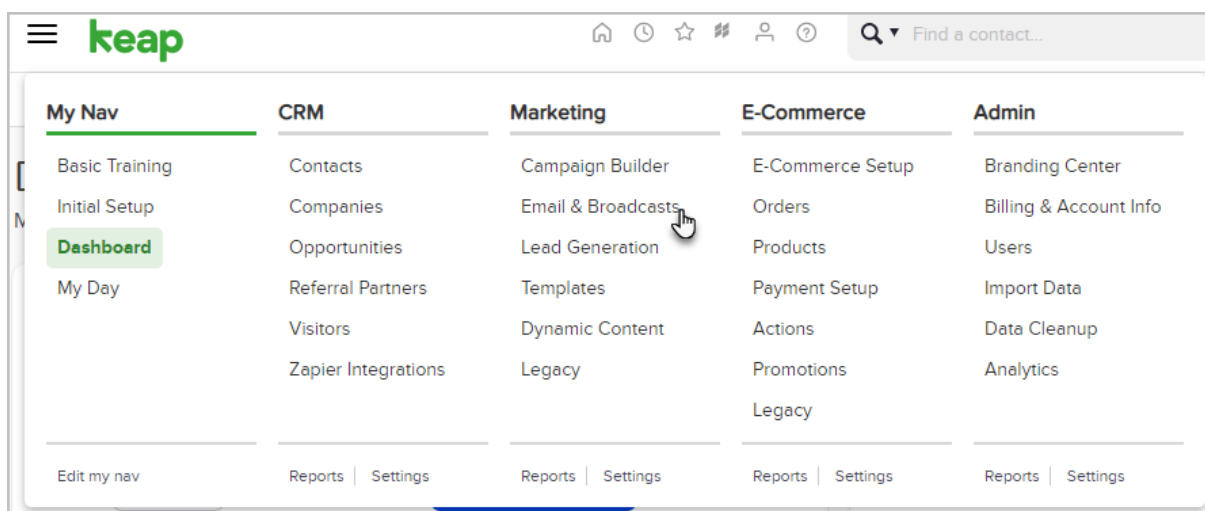 keap
Find a contact...
My Nav
Basic Training
Initial Setup
Dashboard
My Day
Edit my nav
CRM
Contacts
Companies
Opportunities
Referral Partners
Visitors
Zapier Integrations
Reports | Settings
Marketing
Campaign Builder
Email & Broadcasts
Lead Generation
Templates
Dynamic Content
Legacy
Reports | Settings
E-Commerce
E-Commerce Setup
Orders
Products
Payment Setup
Actions
Promotions
Legacy
Reports | Settings
Admin
Branding Center
Billing & Account Info
Users
Import Data
Data Cleanup
Analytics
Reports | Settings